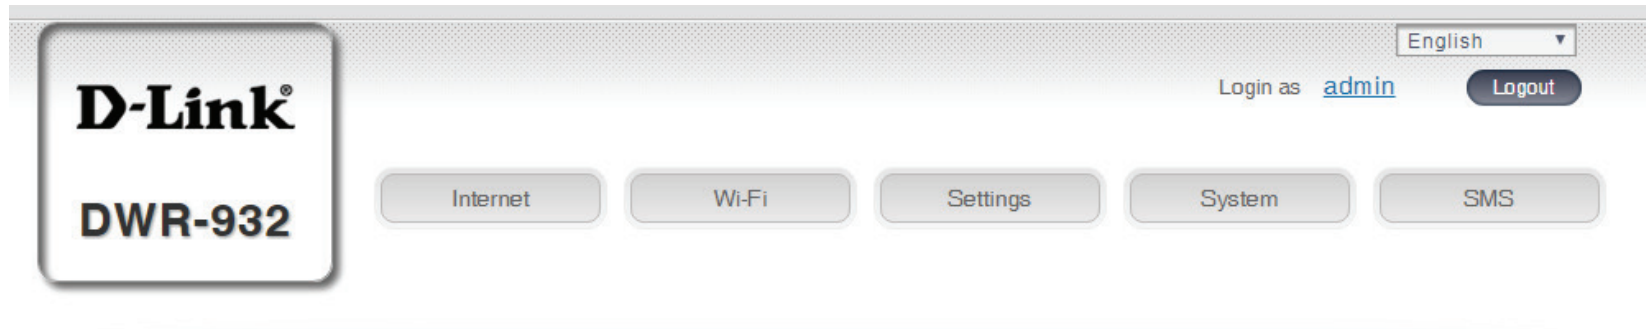 English
Login as admin Logout
D-Link®
DWR-932
Internet Wi-Fi Settings System SMS